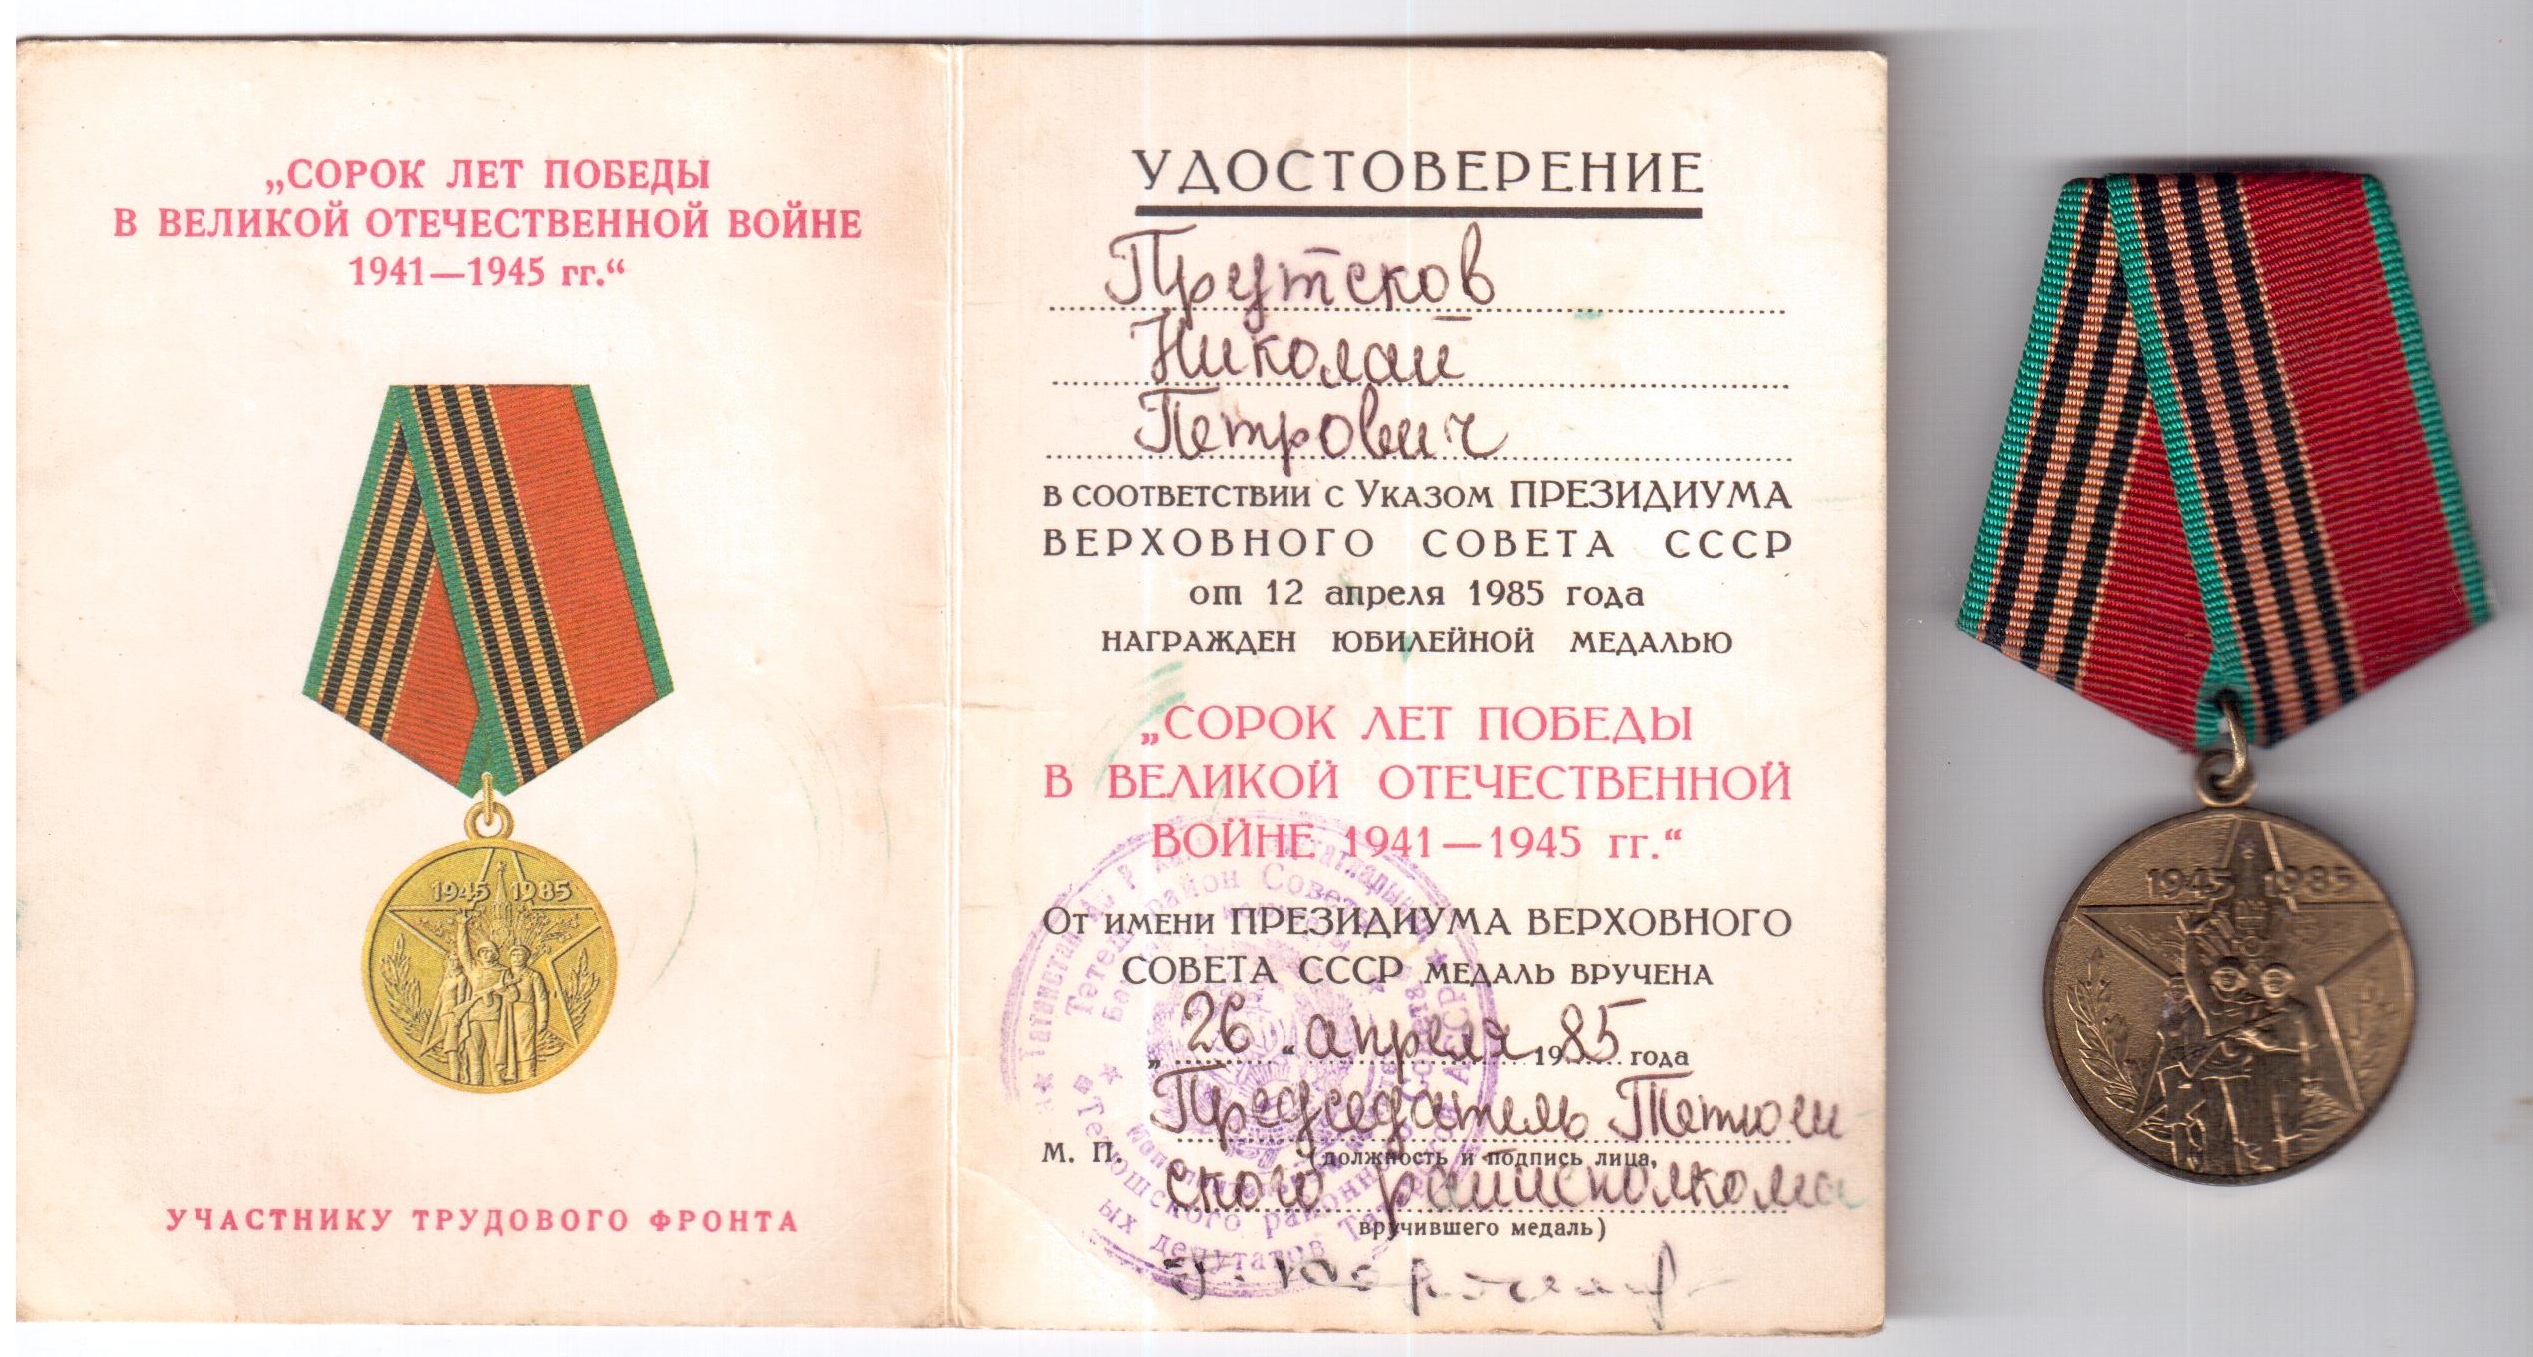 „СОРОК ЛЕТ ПОБЕДЫ
В ВЕЛИКОЙ ОТЕЧЕСТВЕННОЙ ВОЙНЕ
1941—1945 гг.“
1945 1985
УЧАСТНИКУ ТРУДОВОГО ФРОНТА
УДОСТОВЕРЕНИЕ
Прутсков
Николай
Петрович
В СООТВЕТСТВИИ С УКАЗОМ ПРЕЗИДИУМА
ВЕРХОВНОГО СОВЕТА СССР
от 12 апреля 1985 года
НАГРАЖДЕН ЮБИЛЕЙНОЙ МЕДАЛЬЮ
„СОРОК ЛЕТ ПОБЕДЫ
В ВЕЛИКОЙ ОТЕЧЕСТВЕННОЙ
ВОЙНЕ 1941—1945 гг.“
ОТ ИМЕНИ ПРЕЗИДИУМА ВЕРХОВНОГО
СОВЕТА СССР МЕДАЛЬ ВРУЧЕНА
„26“ апреля 1985 года
Председатель Тетюш
М. П.
(должность и подпись лица,
ского райисполкома
вручившего медаль)
1945 1985